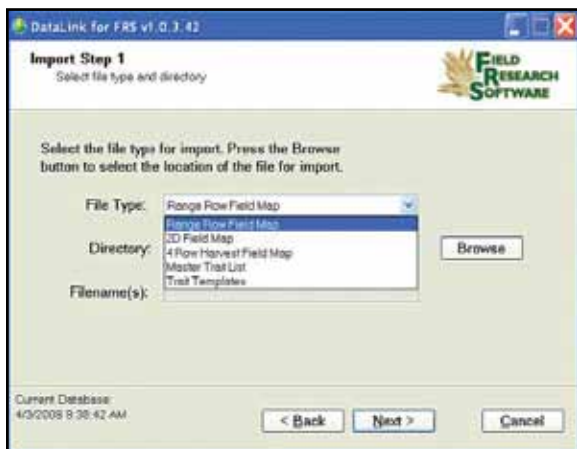 DataLink for FRS v1.0.3.42
Import Step 1
Select file type and directory
FIELD
RESEARCH
SOFTWARE
Select the file type for import. Press the Browse
button to select the location of the file for import.
File Type:
Range Row Field Map
Range Row Field Map
2D Field Map
4 Row Harvest Field Map
Master Trait List
Trait Templates
Directory:
Browse
Filename(s):
Current Database
4/3/2008 9:38:42 AM
< Back
Next >
Cancel